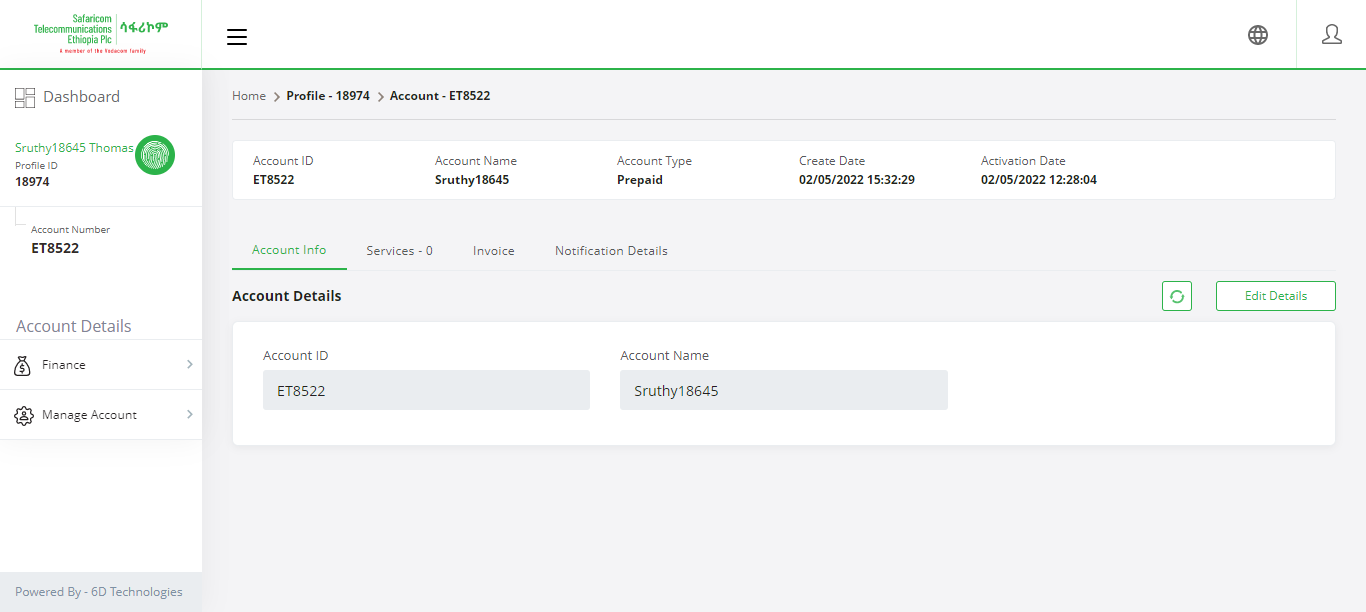 Safaricom
Telecommunications
Ethiopia Plc
ሳፋሪኮም
A member of the Vodacom family
Dashboard
Sruthy18645 Thomas
Profile ID
18974
Account Number
ET8522
Account Details
Finance
Manage Account
Powered By - 6D Technologies
Home > Profile - 18974 > Account - ET8522
Account ID Account Name Account Type Create Date Activation Date
ET8522 Sruthy18645 Prepaid 02/05/2022 15:32:29 02/05/2022 12:28:04
Account Info Services - 0 Invoice Notification Details
Account Details Edit Details
Account ID Account Name
ET8522 Sruthy18645